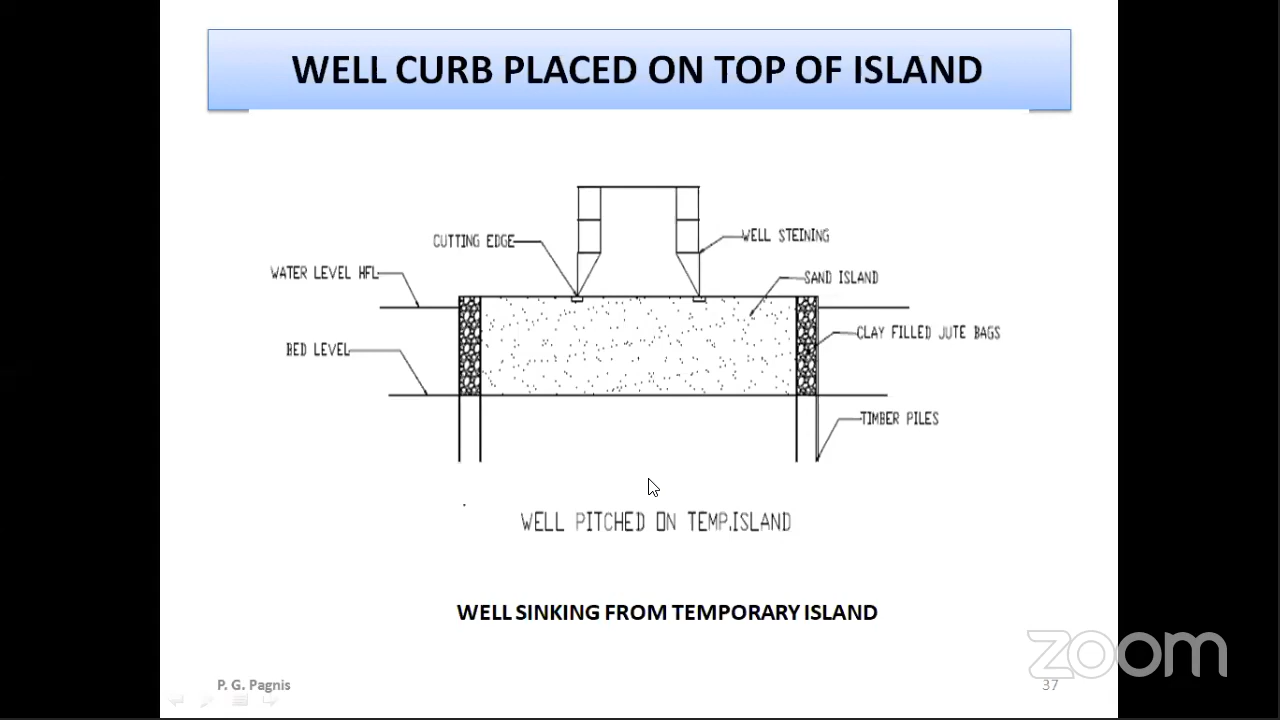 WELL CURB PLACED ON TOP OF ISLAND
CUTTING EDGE
WELL STEINING
WATER LEVEL HFL
SAND ISLAND
CLAY FILLED JUTE BAGS
BED LEVEL
TIMBER PILES
WELL PITCHED ON TEMP.ISLAND
WELL SINKING FROM TEMPORARY ISLAND
zoom
P. G. Pagnis
37